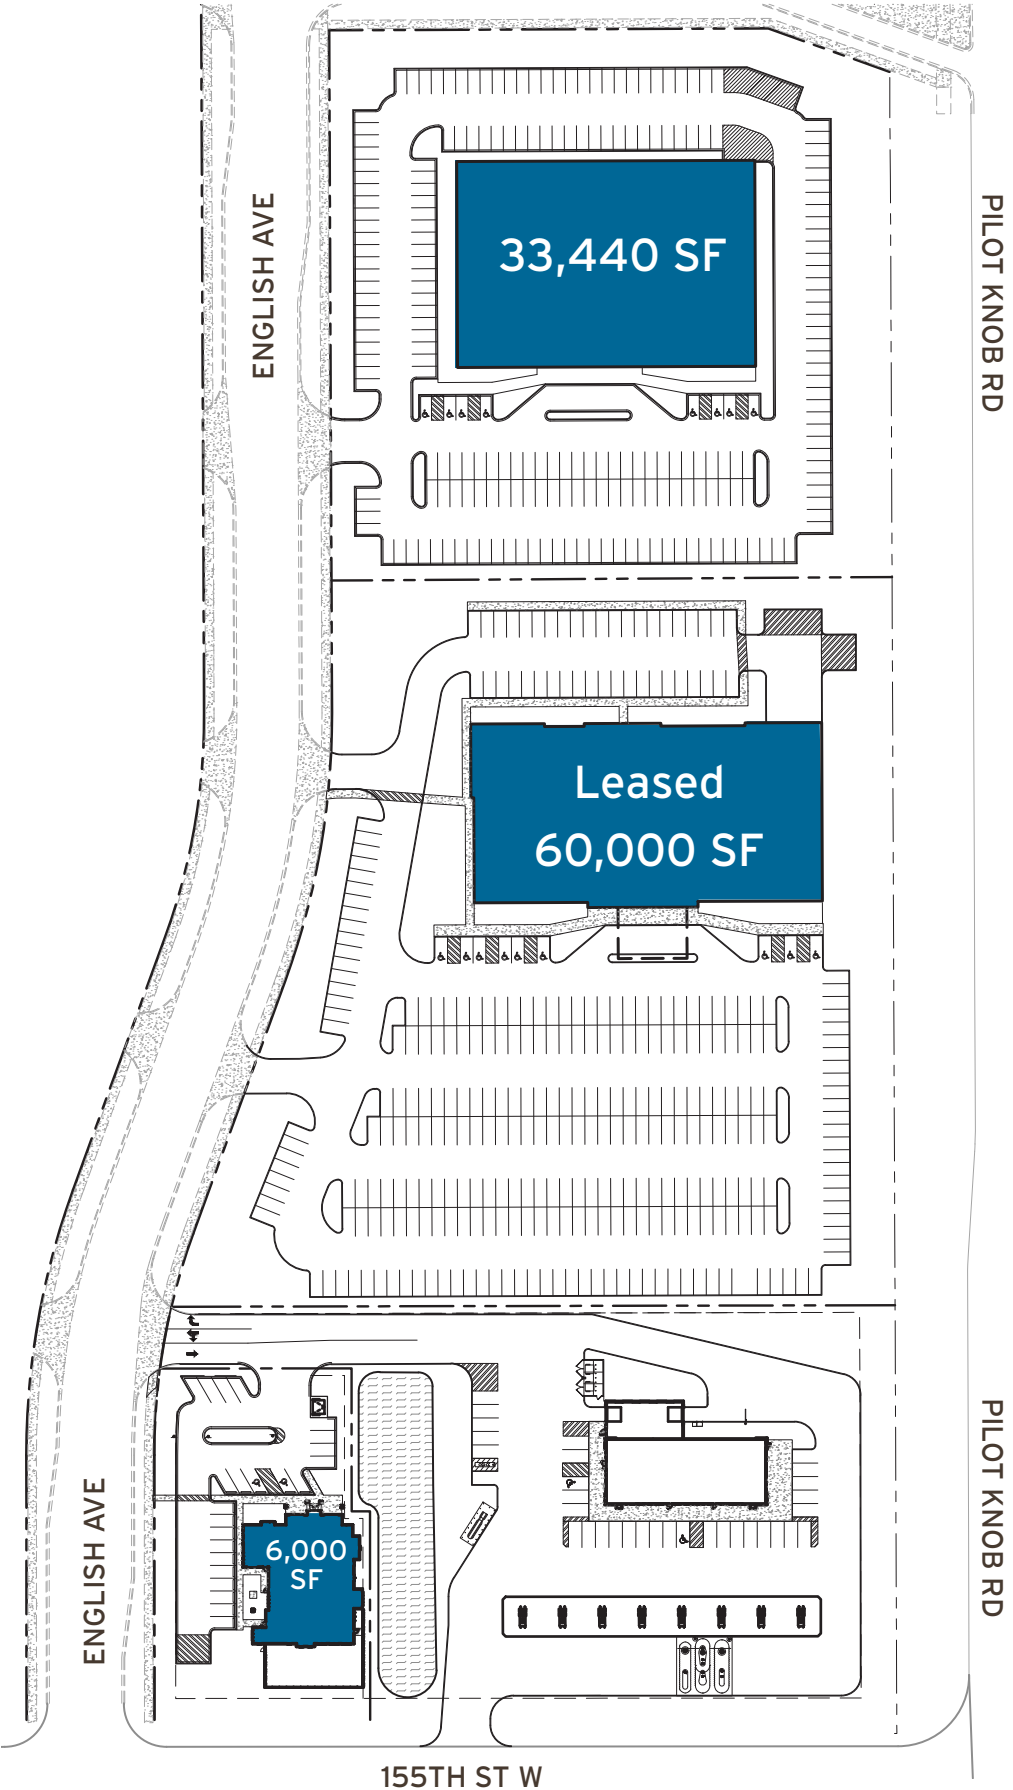 ENGLISH AVE
PILOT KNOB RD
33,440 SF
Leased
60,000 SF
ENGLISH AVE
6,000
SF
PILOT KNOB RD
155TH ST W